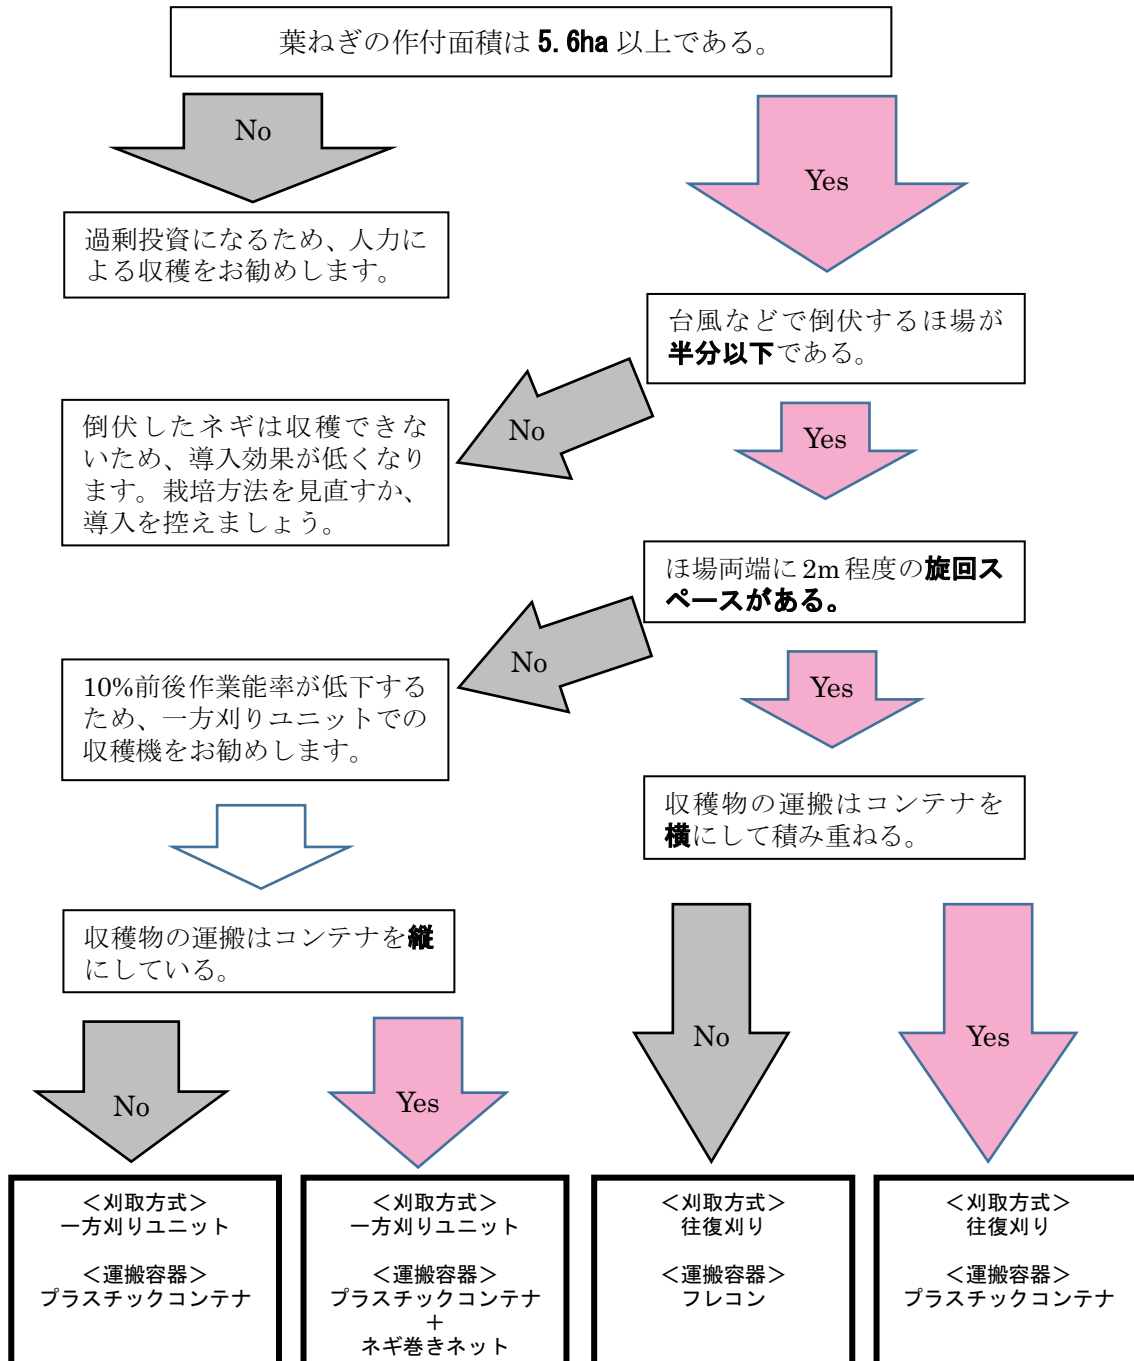 葉ねぎの作付面積は 5.6ha 以上である。
No
Yes
過剰投資になるため、人力に
よる収穫をお勧めします。
台風などで倒伏するほ場が
半分以下である。
No
Yes
倒伏したネギは収穫できな
いため、導入効果が低くなり
ます。栽培方法を見直すか、
導入を控えましょう。
ほ場両端に 2m 程度の旋回ス
ペースがある。
No
Yes
10%前後作業能率が低下する
ため、一方刈りユニットでの
収穫機をお勧めします。
収穫物の運搬はコンテナを
横にして積み重ねる。
収穫物の運搬はコンテナを縦
にしている。
No
Yes
No
Yes
＜刈取方式＞
一方刈りユニット
＜運搬容器＞
プラスチックコンテナ
＜刈取方式＞
一方刈りユニット
＜運搬容器＞
プラスチックコンテナ
＋
ネギ巻きネット
＜刈取方式＞
往復刈り
＜運搬容器＞
フレコン
＜刈取方式＞
往復刈り
＜運搬容器＞
プラスチックコンテナ